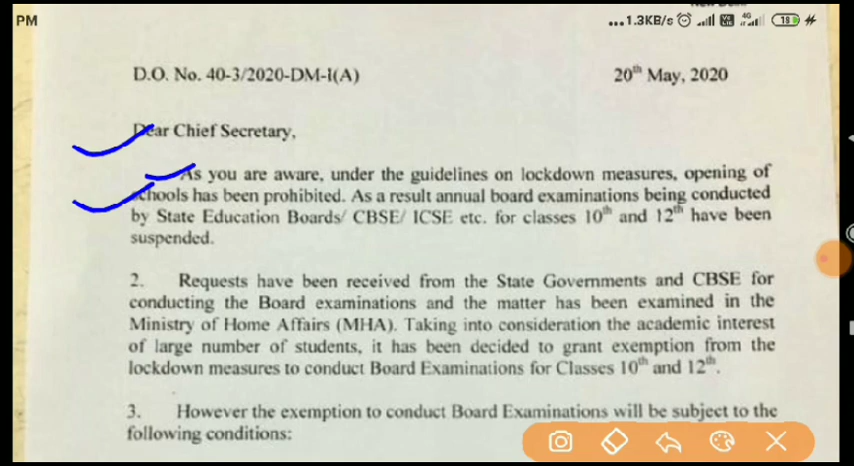 PM
...1.3KB/s 4G 19
D.O. No. 40-3/2020-DM-I(A) 20th May, 2020
Dear Chief Secretary,
As you are aware, under the guidelines on lockdown measures, opening of
schools has been prohibited. As a result annual board examinations being conducted
by State Education Boards/ CBSE/ ICSE etc. for classes 10th and 12th have been
suspended.
2. Requests have been received from the State Governments and CBSE for
conducting the Board examinations and the matter has been examined in the
Ministry of Home Affairs (MHA). Taking into consideration the academic interest
of large number of students, it has been decided to grant exemption from the
lockdown measures to conduct Board Examinations for Classes 10th and 12th.
3. However the exemption to conduct Board Examinations will be subject to the
following conditions: